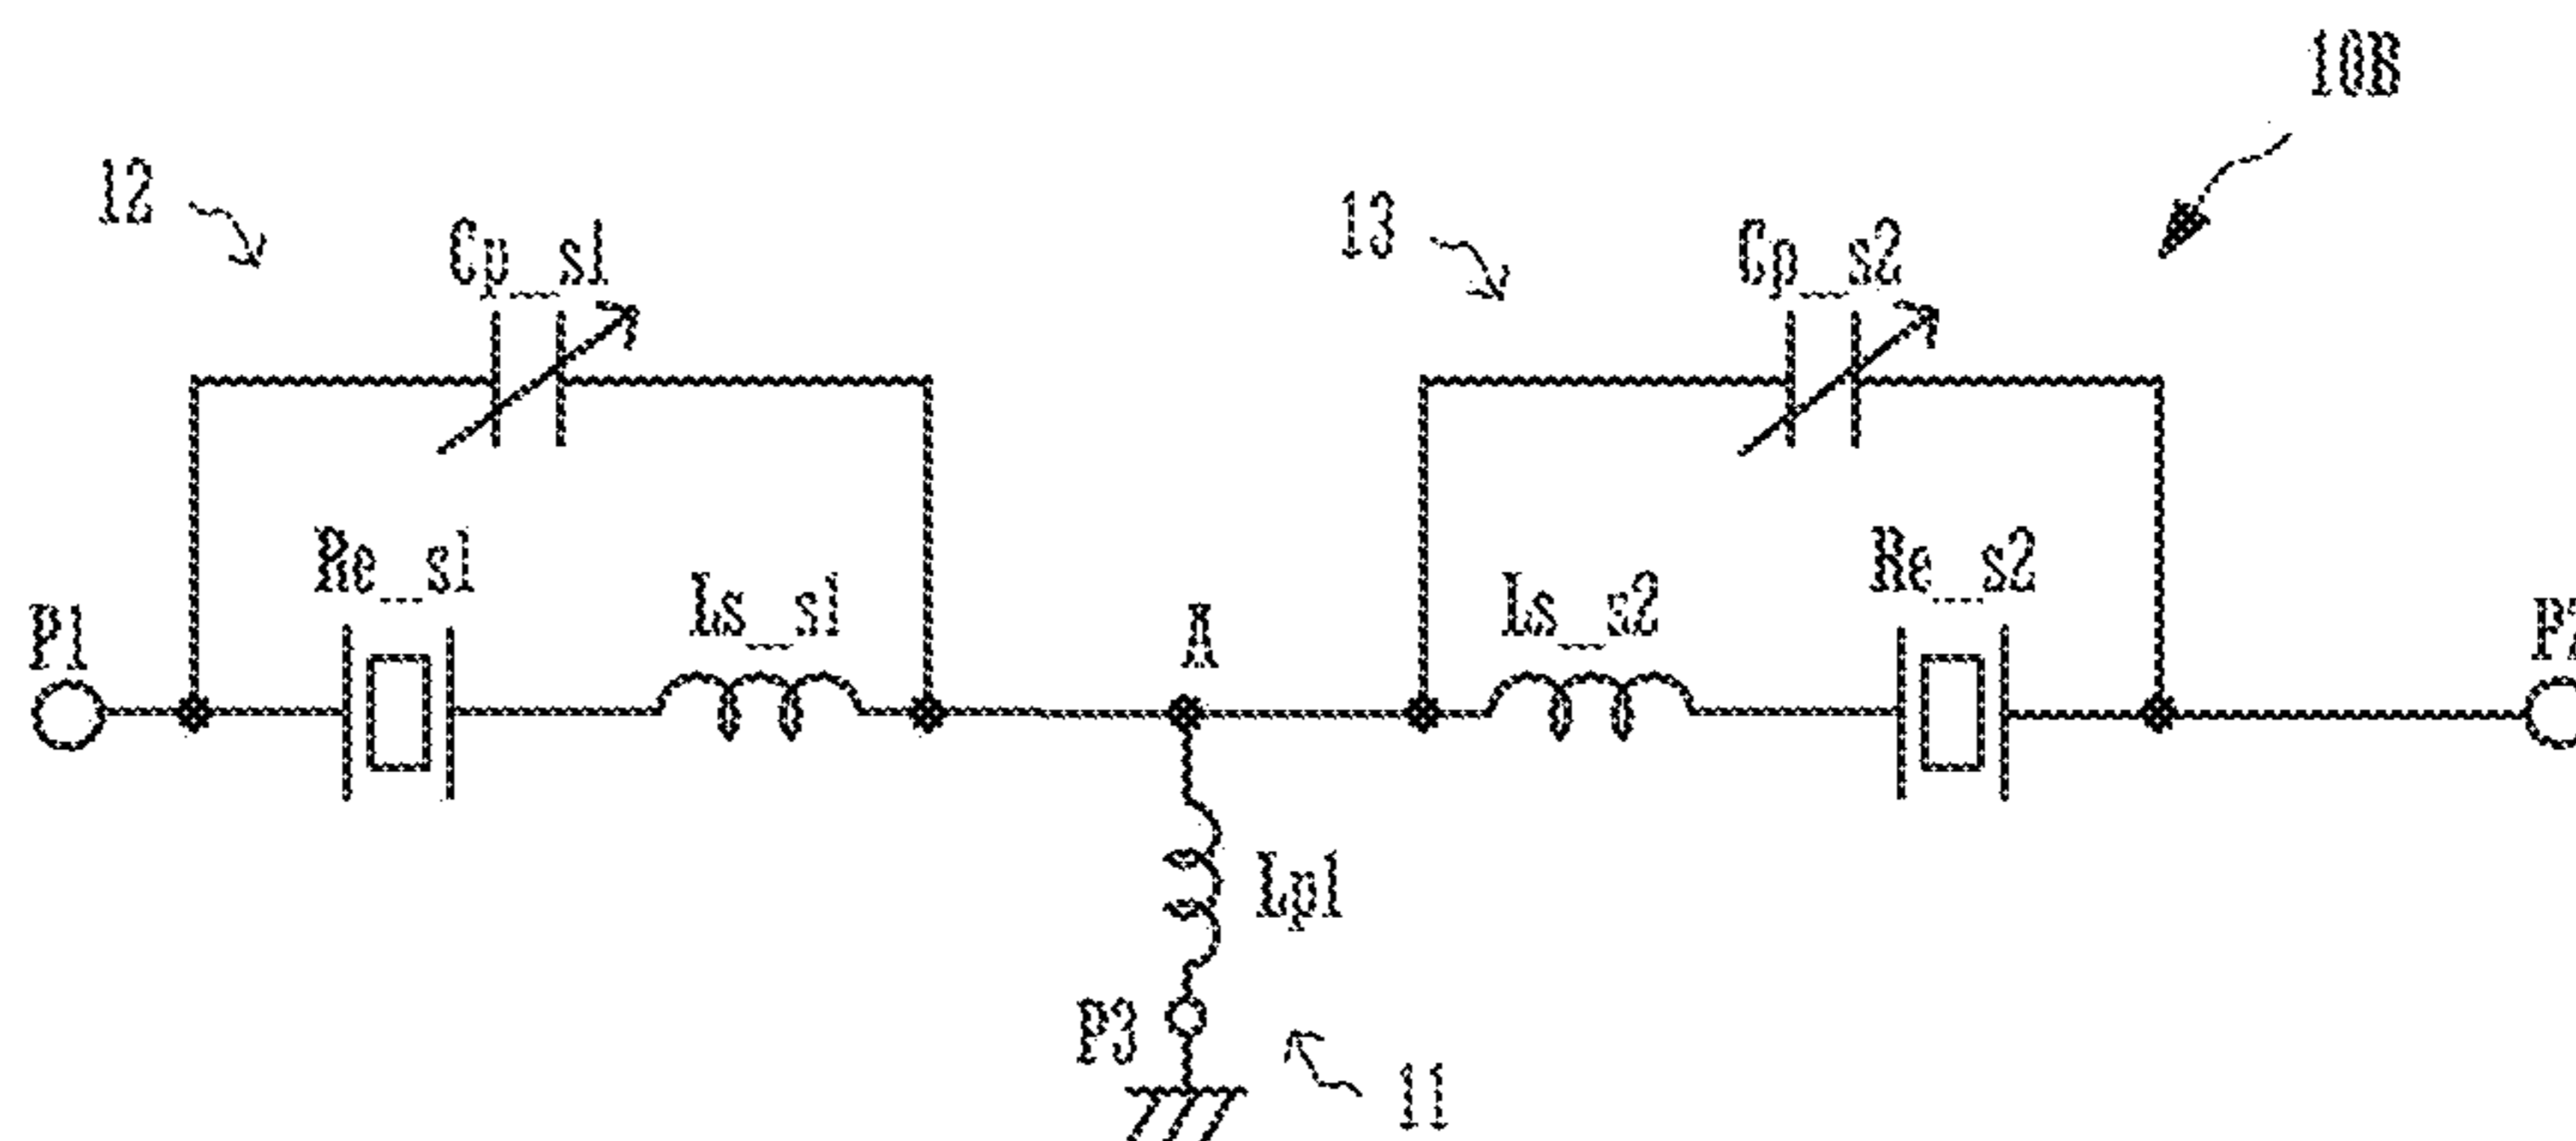 10B
12
13
Cp_s1
Cp_s2
Re_s1
Re_s2
Ls_s1
Ls_s2
P1
A
Lp1
P3
11